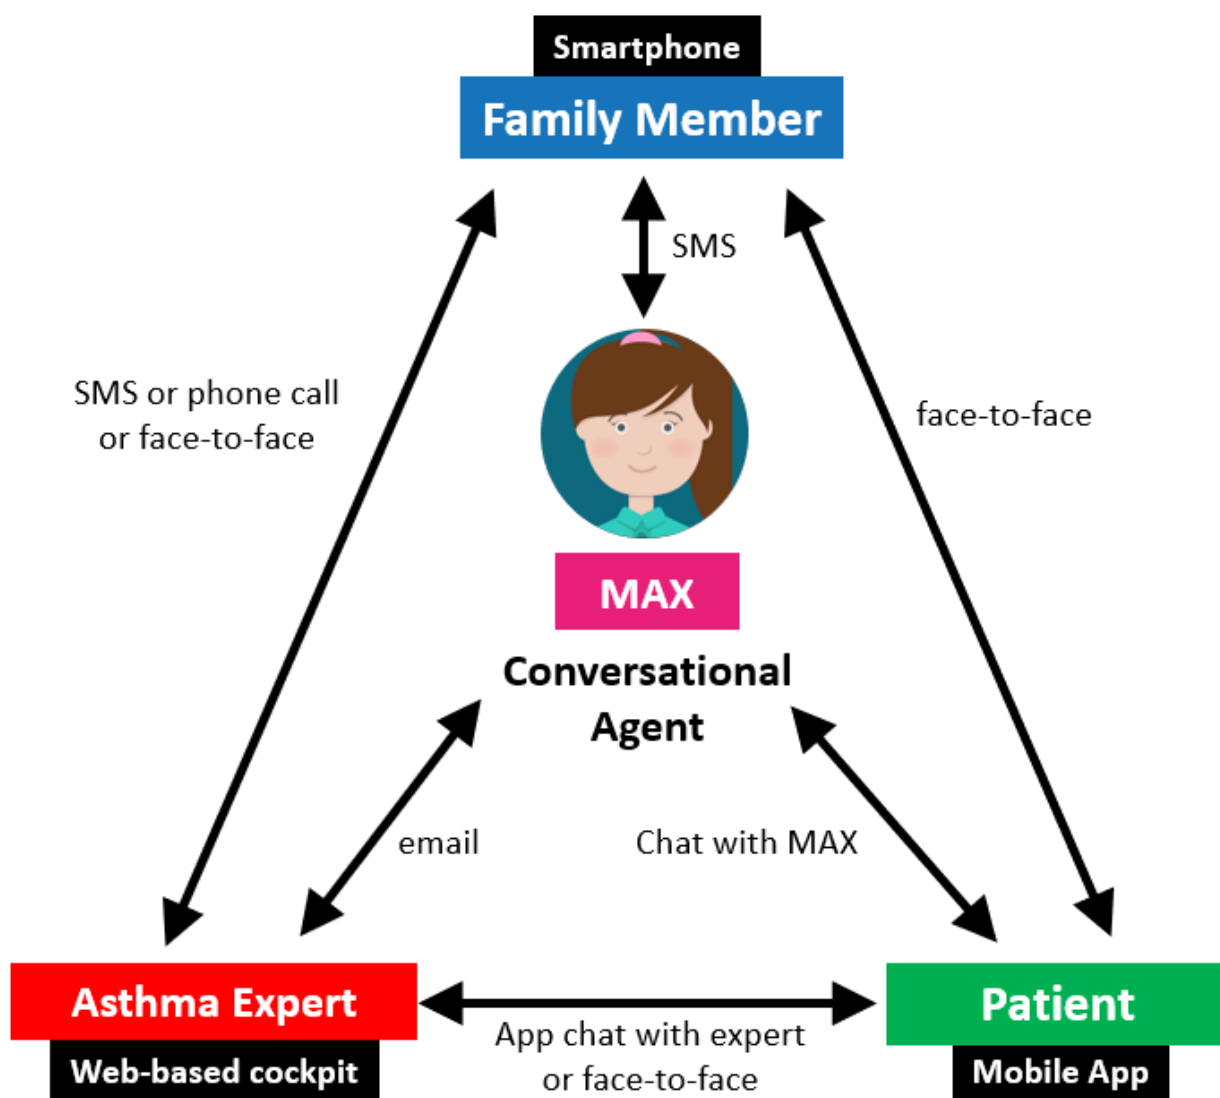 Smartphone
Family Member
SMS
SMS or phone call
or face-to-face
face-to-face
MAX
Conversational
Agent
email
Chat with MAX
Asthma Expert
Web-based cockpit
App chat with expert
or face-to-face
Patient
Mobile App